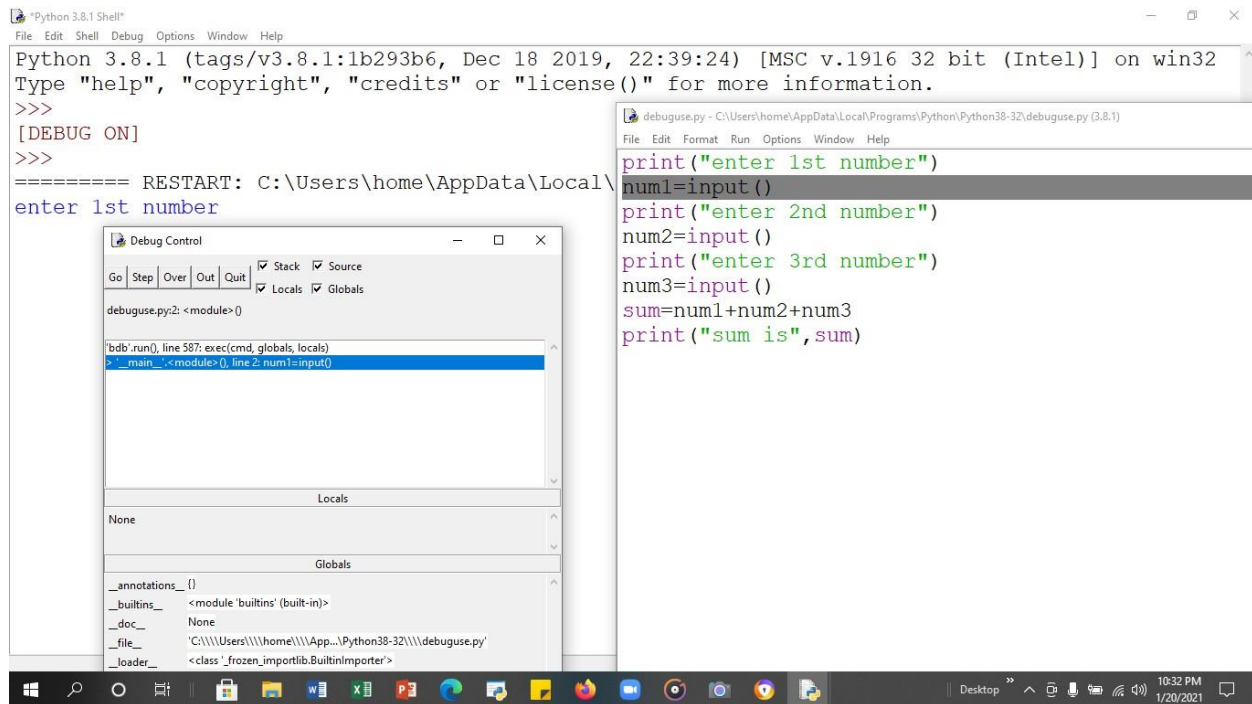 *Python 3.8.1 Shell*
File Edit Shell Debug Options Window Help
Python 3.8.1 (tags/v3.8.1:1b293b6, Dec 18 2019, 22:39:24) [MSC v.1916 32 bit (Intel)] on win32
Type "help", "copyright", "credits" or "license()" for more information.
>>>
[DEBUG ON]
>>>
========= RESTART: C:\Users\home\AppData\Local\
enter 1st number
Debug Control
Go Step Over Out Quit
Stack Source
Locals Globals
debuguse.py:2: <module>()
'bdb'.run(), line 587: exec(cmd, globals, locals)
> '__main__'.<module>(), line 2: num1=input()
Locals
None
Globals
__annotations__ {}
__builtins__ <module 'builtins' (built-in)>
__doc__ None
__file__ 'C:\\\\Users\\\\home\\\\App...\Python38-32\\\\debuguse.py'
__loader__ <class '_frozen_importlib.BuiltinImporter'>
debuguse.py - C:\Users\home\AppData\Local\Programs\Python\Python38-32\debuguse.py (3.8.1)
File Edit Format Run Options Window Help
print("enter 1st number")
num1=input()
print("enter 2nd number")
num2=input()
print("enter 3rd number")
num3=input()
sum=num1+num2+num3
print("sum is",sum)
Desktop
10:32 PM
1/20/2021